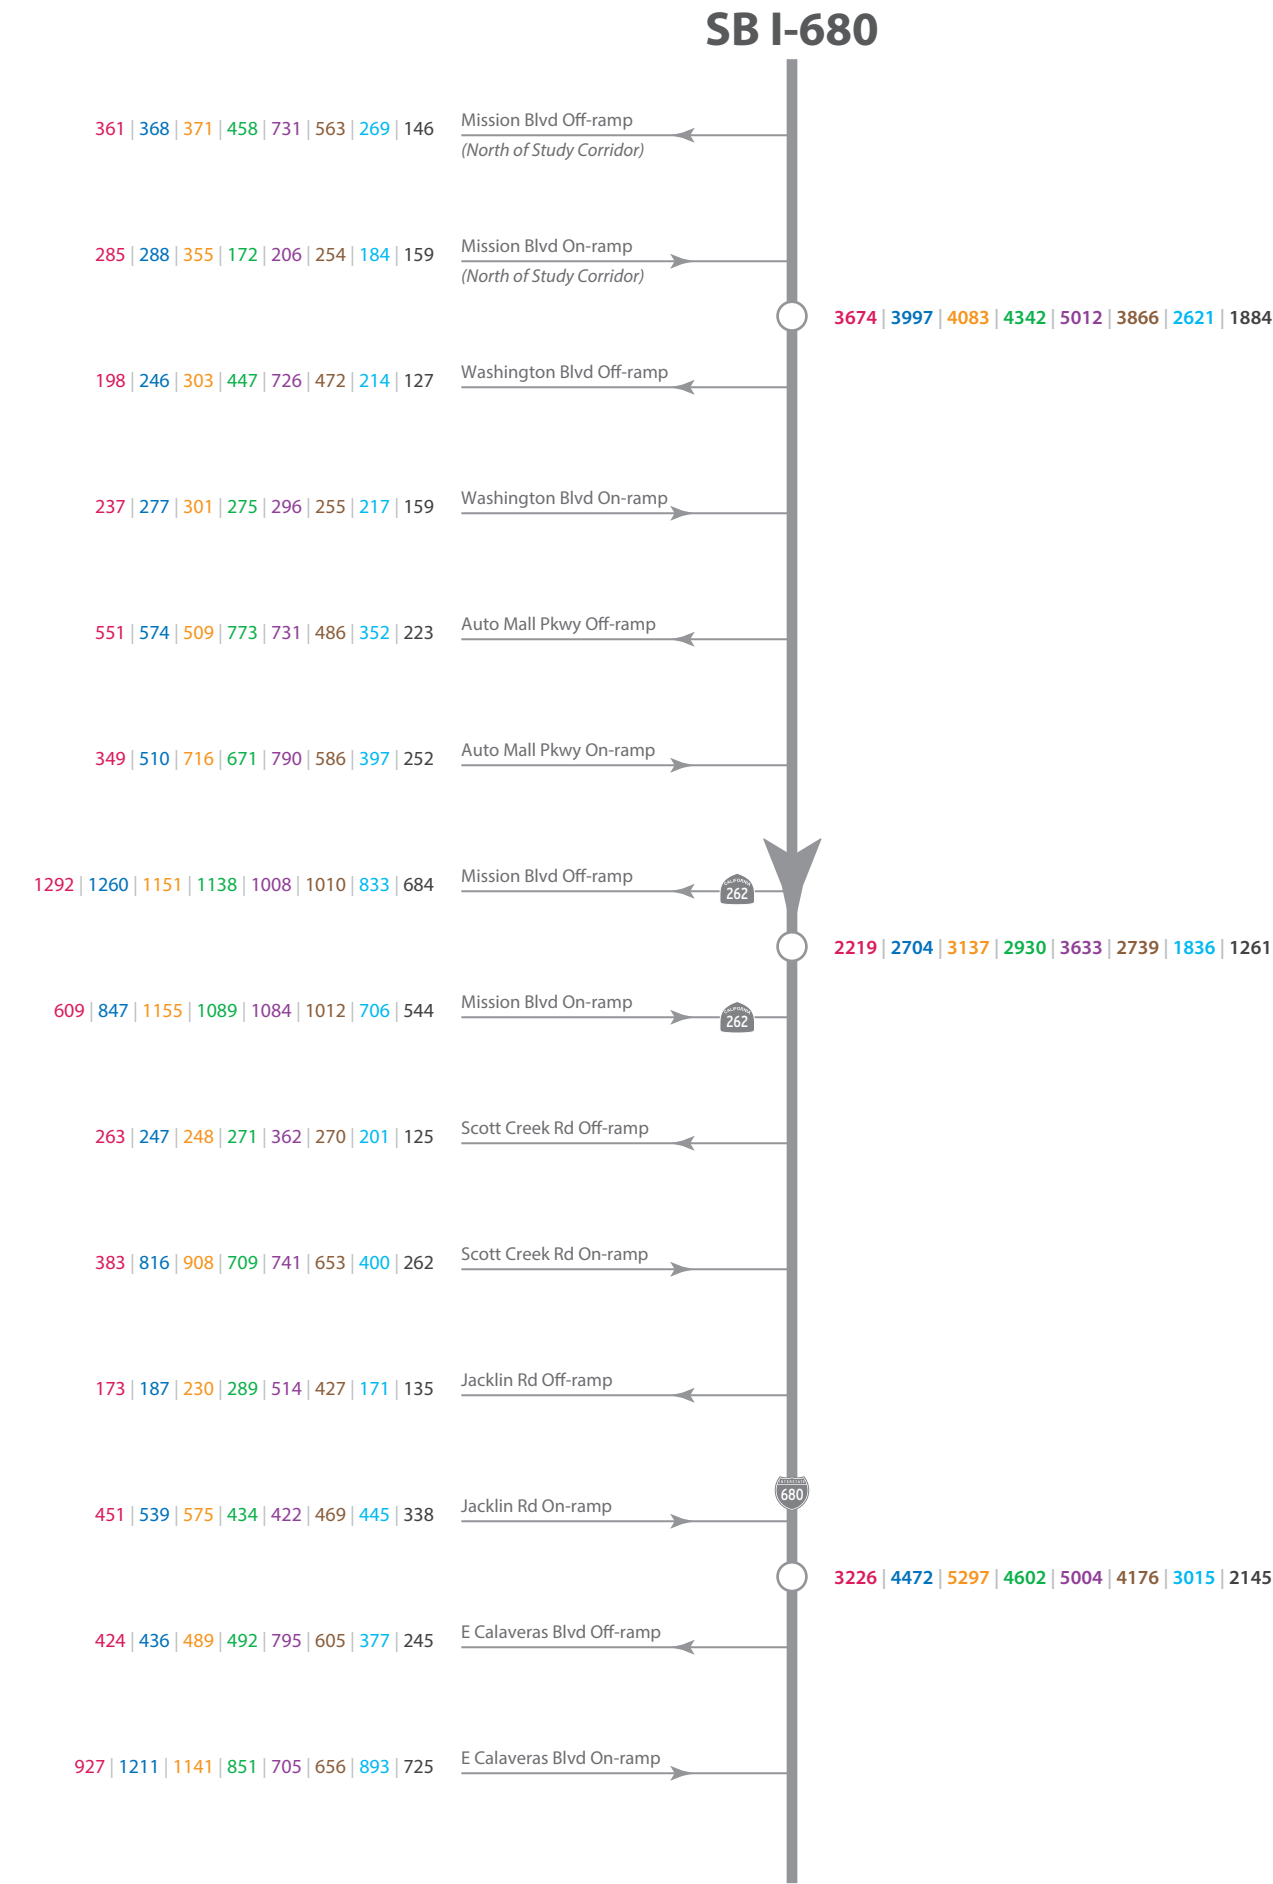 SB I-680
361 | 368 | 371 | 458 | 731 | 563 | 269 | 146 Mission Blvd Off-ramp
(North of Study Corridor)
285 | 288 | 355 | 172 | 206 | 254 | 184 | 159 Mission Blvd On-ramp
(North of Study Corridor)
3674 | 3997 | 4083 | 4342 | 5012 | 3866 | 2621 | 1884
198 | 246 | 303 | 447 | 726 | 472 | 214 | 127 Washington Blvd Off-ramp
237 | 277 | 301 | 275 | 296 | 255 | 217 | 159 Washington Blvd On-ramp
551 | 574 | 509 | 773 | 731 | 486 | 352 | 223 Auto Mall Pkwy Off-ramp
349 | 510 | 716 | 671 | 790 | 586 | 397 | 252 Auto Mall Pkwy On-ramp
1292 | 1260 | 1151 | 1138 | 1008 | 1010 | 833 | 684 Mission Blvd Off-ramp
CALIFORNIA
262
2219 | 2704 | 3137 | 2930 | 3633 | 2739 | 1836 | 1261
609 | 847 | 1155 | 1089 | 1084 | 1012 | 706 | 544 Mission Blvd On-ramp
CALIFORNIA
262
263 | 247 | 248 | 271 | 362 | 270 | 201 | 125 Scott Creek Rd Off-ramp
383 | 816 | 908 | 709 | 741 | 653 | 400 | 262 Scott Creek Rd On-ramp
173 | 187 | 230 | 289 | 514 | 427 | 171 | 135 Jacklin Rd Off-ramp
INTERSTATE
680
451 | 539 | 575 | 434 | 422 | 469 | 445 | 338 Jacklin Rd On-ramp
3226 | 4472 | 5297 | 4602 | 5004 | 4176 | 3015 | 2145
424 | 436 | 489 | 492 | 795 | 605 | 377 | 245 E Calaveras Blvd Off-ramp
927 | 1211 | 1141 | 851 | 705 | 656 | 893 | 725 E Calaveras Blvd On-ramp